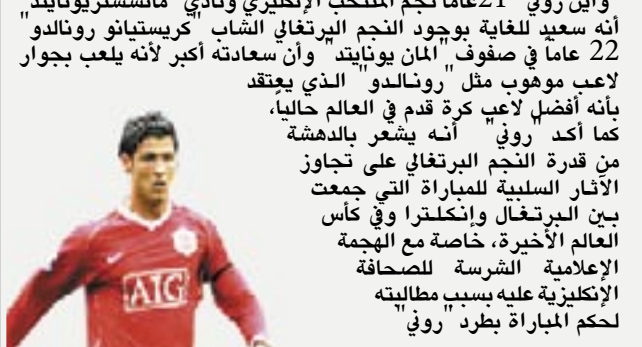 واين روني" 21عاماً نجم المنتخب الإنكليزي ونادي "مانشستريونايتد"
أنه سعيد للغاية بوجود النجم البرتغالي الشاب "كريستيانو رونالدو"
22 عاماً في صفوف "المان يونايتد" وأن سعادته أكبر لأنه يلعب بجوار
لاعب موهوب مثل "رونالدو" الذي يعتقد
بأنه أفضل لاعب كرة قدم في العالم حالياً،
كما أكد "روني" أنه يشعر بالدهشة
من قدرة النجم البرتغالي على تجاوز
الآثار السلبية للمباراة التي جمعت
بين البرتغال وإنكلترا وفي كأس
العالم الأخيرة، خاصة مع الهجمة
الإعلامية الشرسة للصحافة
الإنكليزية عليه بسبب مطالبته
لحكم المباراة بطرد "روني"
AIG